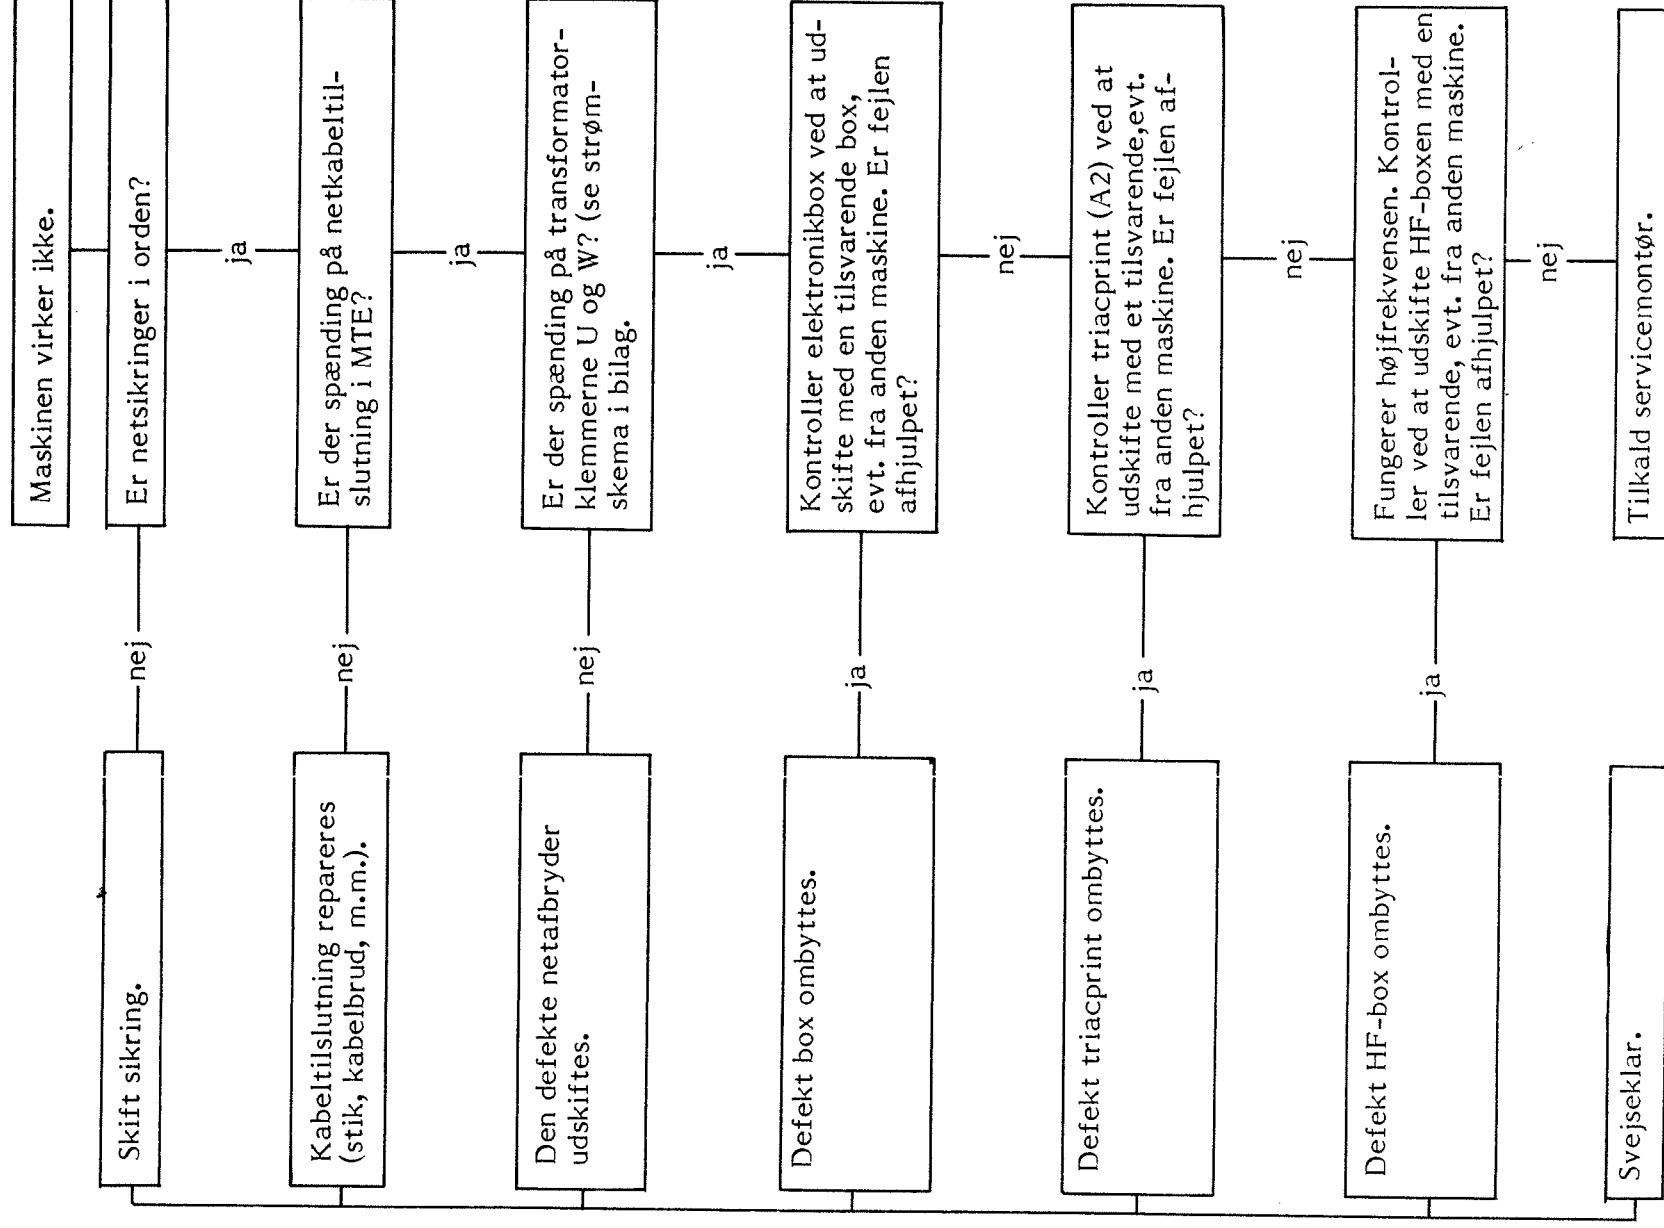 Maskinen virker ikke.
Er netsikringer i orden?
nej
Skift sikring.
ja
Er der spænding på netkabeltil-
slutning i MTE?
nej
Kabeltilslutning repareres
(stik, kabelbrud, m.m.).
ja
Er der spænding på transformator-
klemmerne U og W? (se strøm-
skema i bilag.
nej
Den defekte netafbryder
udskiftes.
ja
Kontroller elektronikbox ved at ud-
skifte med en tilsvarende box,
evt. fra anden maskine. Er fejlen
afhjulpet?
ja
Defekt box ombyttes.
nej
Kontroller triacprint (A2) ved at
udskifte med et tilsvarende,evt.
fra anden maskine. Er fejlen af-
hjulpet?
ja
Defekt triacprint ombyttes.
nej
Fungerer højfrekvensen. Kontrol-
ler ved at udskifte HF-boxen med en
tilsvarende, evt. fra anden maskine.
Er fejlen afhjulpet?
ja
Defekt HF-box ombyttes.
nej
Tilkald servicemontør.
Svejseklar.